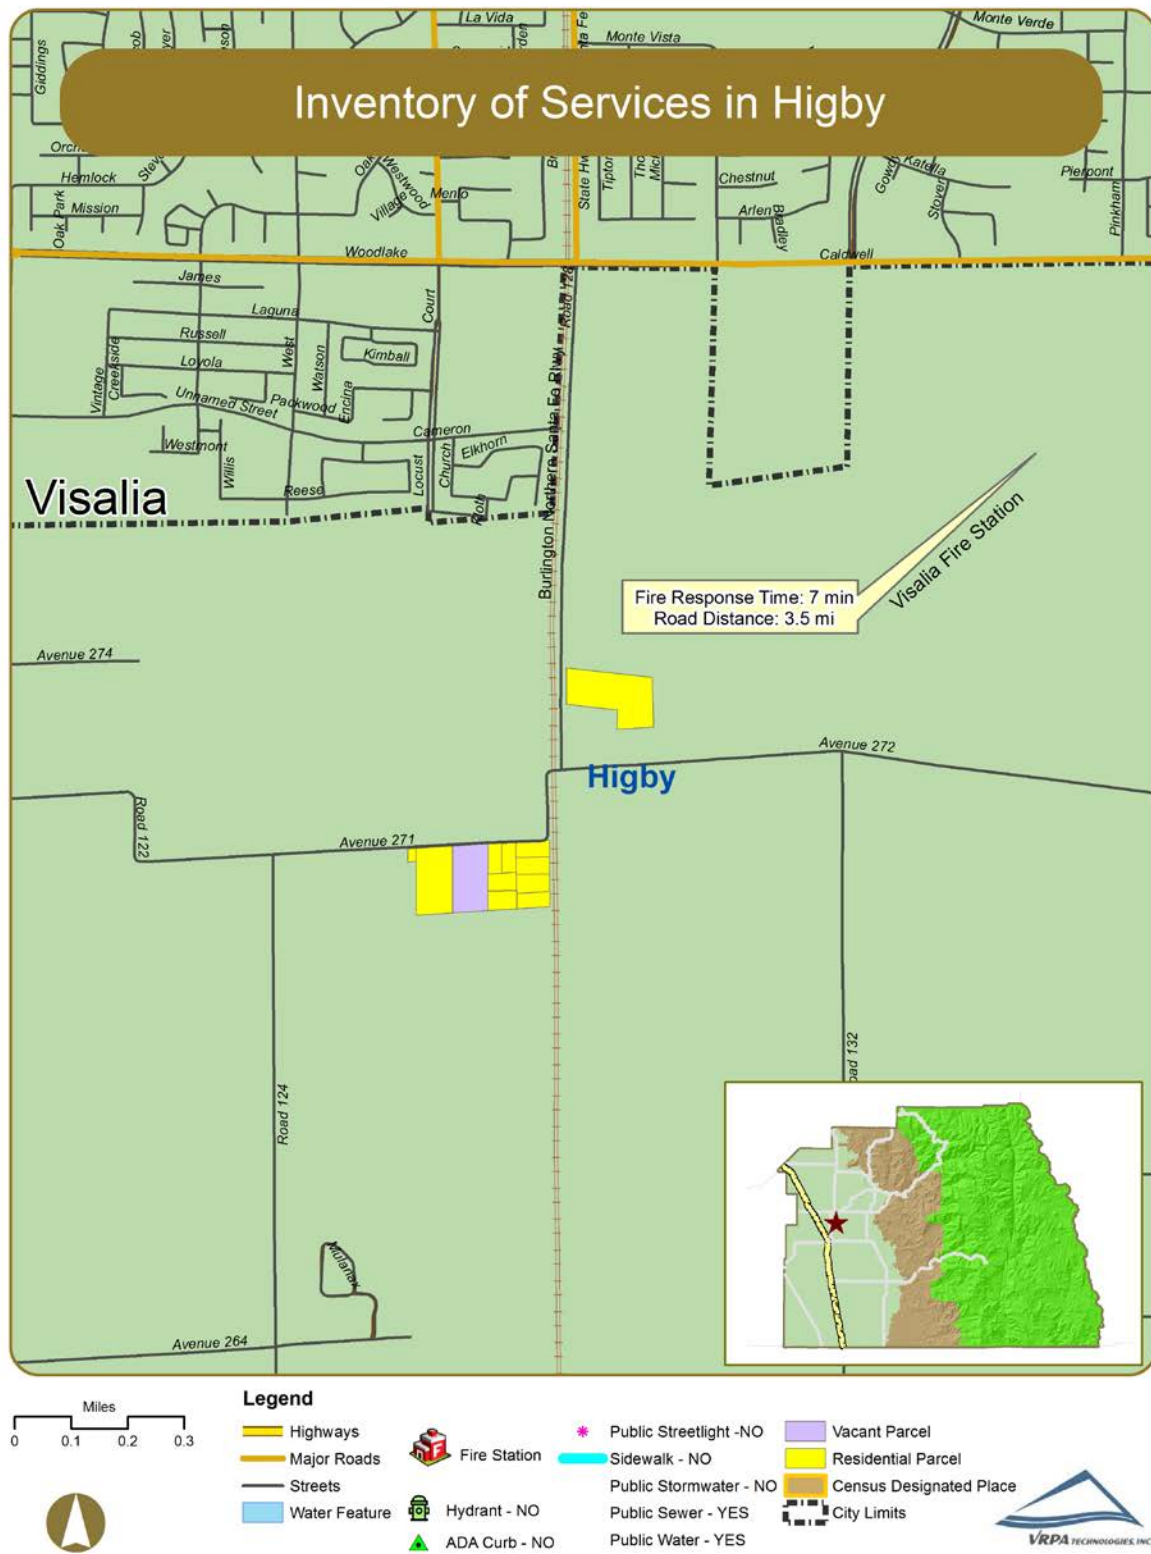 La Vida
Monte Verde
Monte Vista
Giddings
Inventory of Services in Higby
Hemlock
Mission
Oak Park
Westwood
Village
Menlo
State Hw
Tipton
Chestnut
Arlen
Bradley
Gowdy
Katella
Stover
Pierpont
Pinkham
Woodlake
Caldwell
James
Laguna
Court
Road 128
Russell
Loyola
Kimball
West
Watson
Vintage
Creekside
Unnamed Street
Packwood
Encina
Cameron
Westmont
Willis
Reese
Locust
Church
Elkhorn
Burlington Northern Santa Fe Rlwy
Visalia
Visalia Fire Station
Fire Response Time: 7 min
Road Distance: 3.5 mi
Avenue 274
Avenue 272
Higby
Road 122
Avenue 271
Road 124
oad 132
Mulanax
Avenue 264
Miles
0 0.1 0.2 0.3
Legend
Highways
Major Roads
Streets
Water Feature
Fire Station
Hydrant - NO
ADA Curb - NO
Public Streetlight -NO
Sidewalk - NO
Public Stormwater - NO
Public Sewer - YES
Public Water - YES
Vacant Parcel
Residential Parcel
Census Designated Place
City Limits
VRPA TECHNOLOGIES, INC